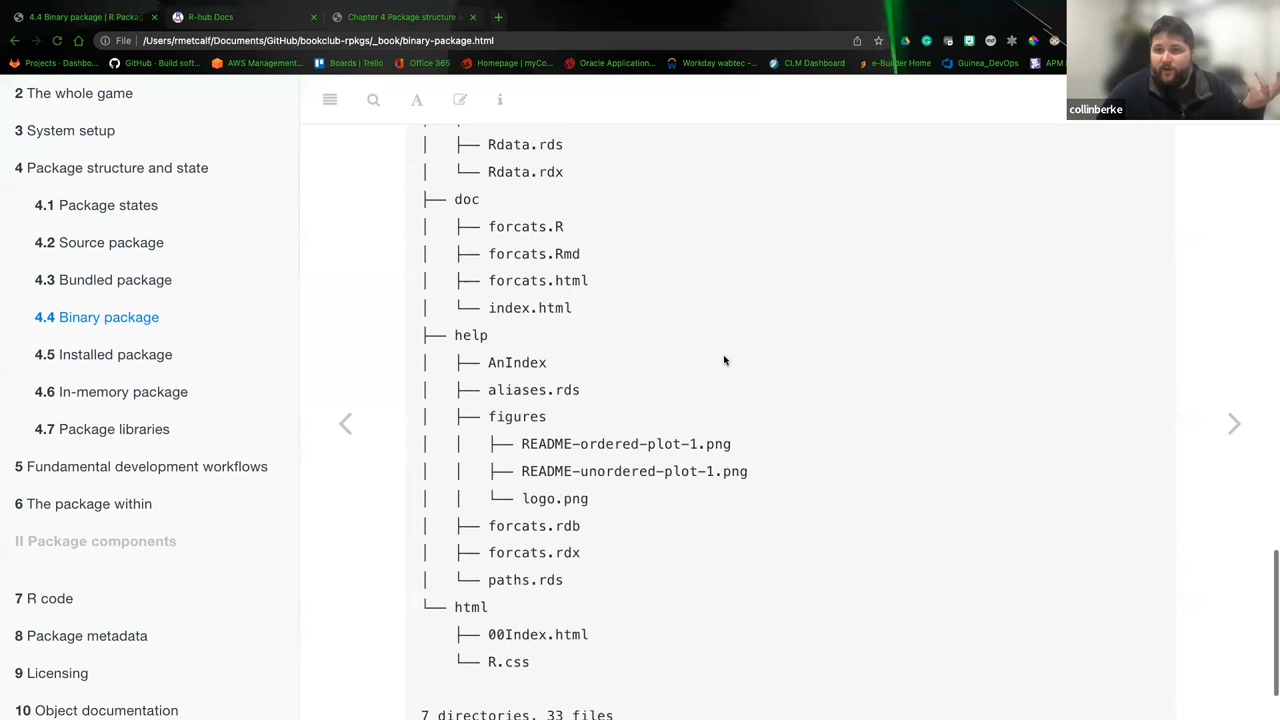 4.4 Binary package | R Packag
R-hub Docs
Chapter 4 Package structure a
File | /Users/rmetcalf/Documents/GitHub/bookclub-rpkgs/_book/binary-package.html
Projects - Dashbo...
GitHub - Build soft...
AWS Management...
Boards | Trello
Office 365
Homepage | myCo...
Oracle Application...
Workday wabtec -...
CLM Dashboard
e-Builder Home
Guinea_DevOps
APM
collinberke
2 The whole game
3 System setup
4 Package structure and state
4.1 Package states
4.2 Source package
4.3 Bundled package
4.4 Binary package
4.5 Installed package
4.6 In-memory package
4.7 Package libraries
5 Fundamental development workflows
6 The package within
II Package components
7 R code
8 Package metadata
9 Licensing
10 Object documentation
│ ├── Rdata.rds
│ └── Rdata.rdx
├── doc
│ ├── forcats.R
│ ├── forcats.Rmd
│ ├── forcats.html
│ └── index.html
├── help
│ ├── AnIndex
│ ├── aliases.rds
│ ├── figures
│ │ ├── README-ordered-plot-1.png
│ │ ├── README-unordered-plot-1.png
│ │ └── logo.png
│ ├── forcats.rdb
│ ├── forcats.rdx
│ └── paths.rds
└── html
├── 00Index.html
└── R.css
7 directories, 33 files